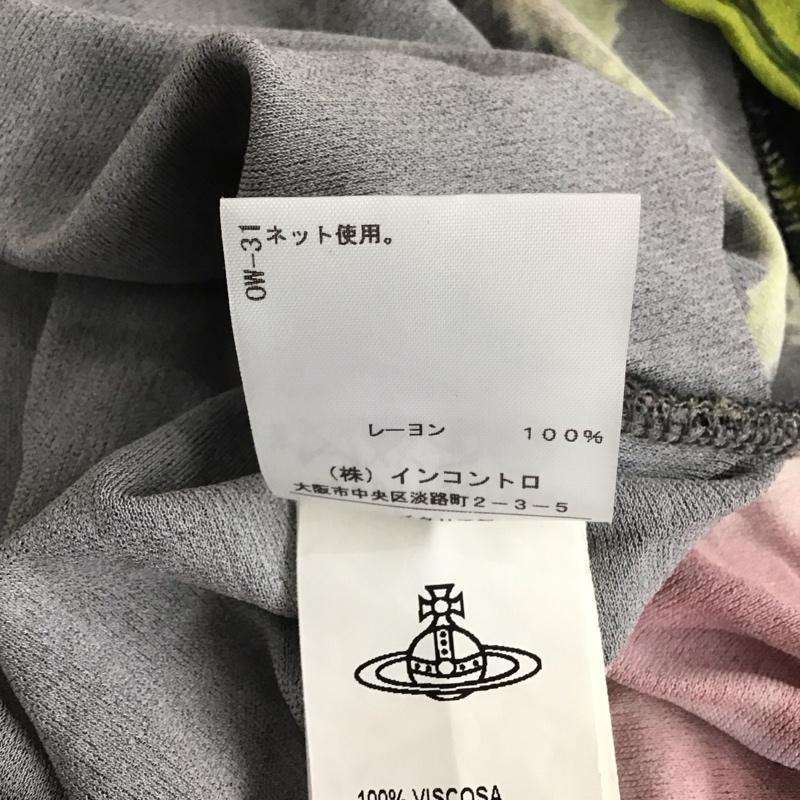 OW-31
ネット使用。
レーヨン 100%
（株）インコントロ
大阪市中央区淡路町2-3-5
100% VISCOSA